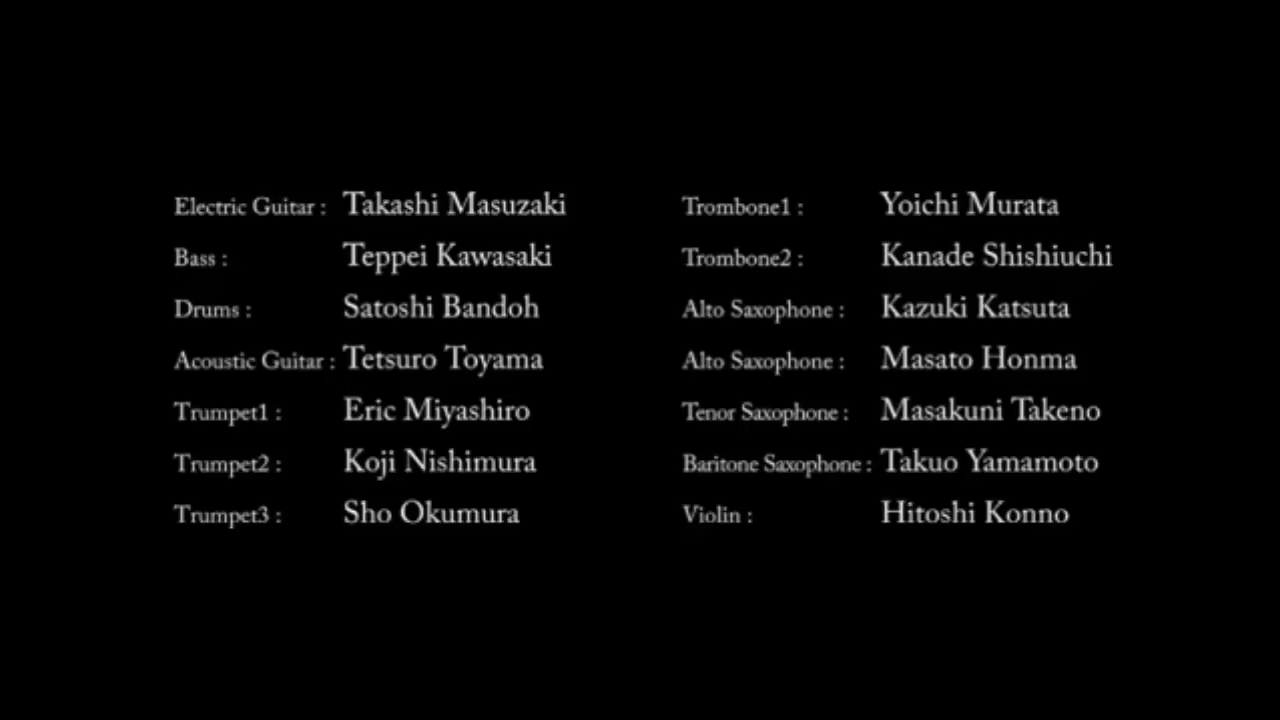 Electric Guitar : Takashi Masuzaki
Bass : Teppei Kawasaki
Drums : Satoshi Bandoh
Acoustic Guitar : Tetsuro Toyama
Trumpet1 : Eric Miyashiro
Trumpet2 : Koji Nishimura
Trumpet3 : Sho Okumura
Trombone1 : Yoichi Murata
Trombone2 : Kanade Shishiuchi
Alto Saxophone : Kazuki Katsuta
Alto Saxophone : Masato Honma
Tenor Saxophone : Masakuni Takeno
Baritone Saxophone : Takuo Yamamoto
Violin : Hitoshi Konno